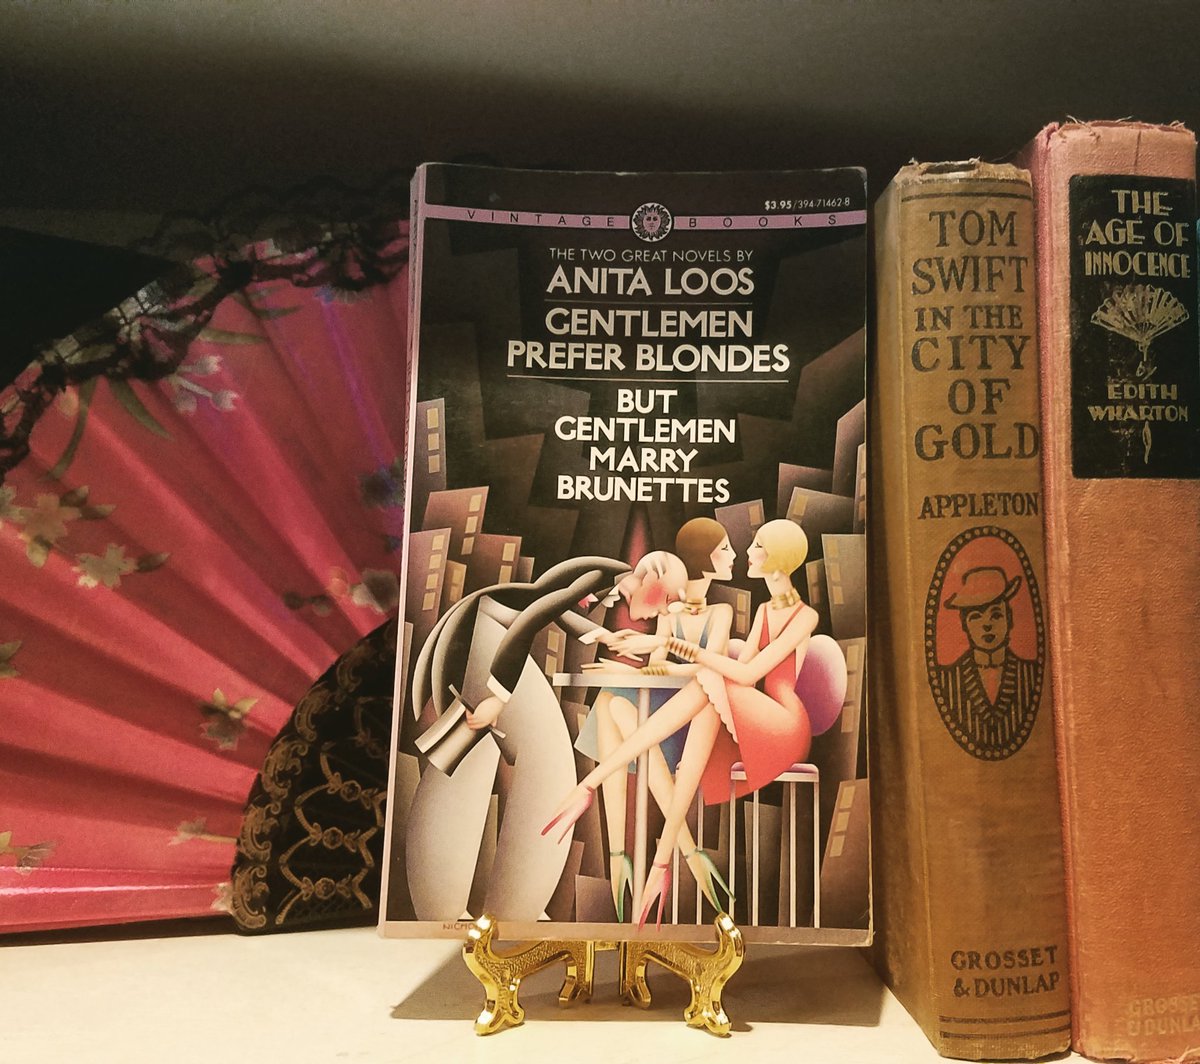 $3.95/394-71462-8
VINTAGE BOOKS
THE TWO GREAT NOVELS BY
ANITA LOOS
GENTLEMEN
PREFER BLONDES
BUT
GENTLEMEN
MARRY
BRUNETTES
TOM
SWIFT
IN THE
CITY
OF
GOLD
APPLETON
GROSSET
& DUNLAP
THE
AGE OF
INNOCENCE
by
EDITH
WHARTON